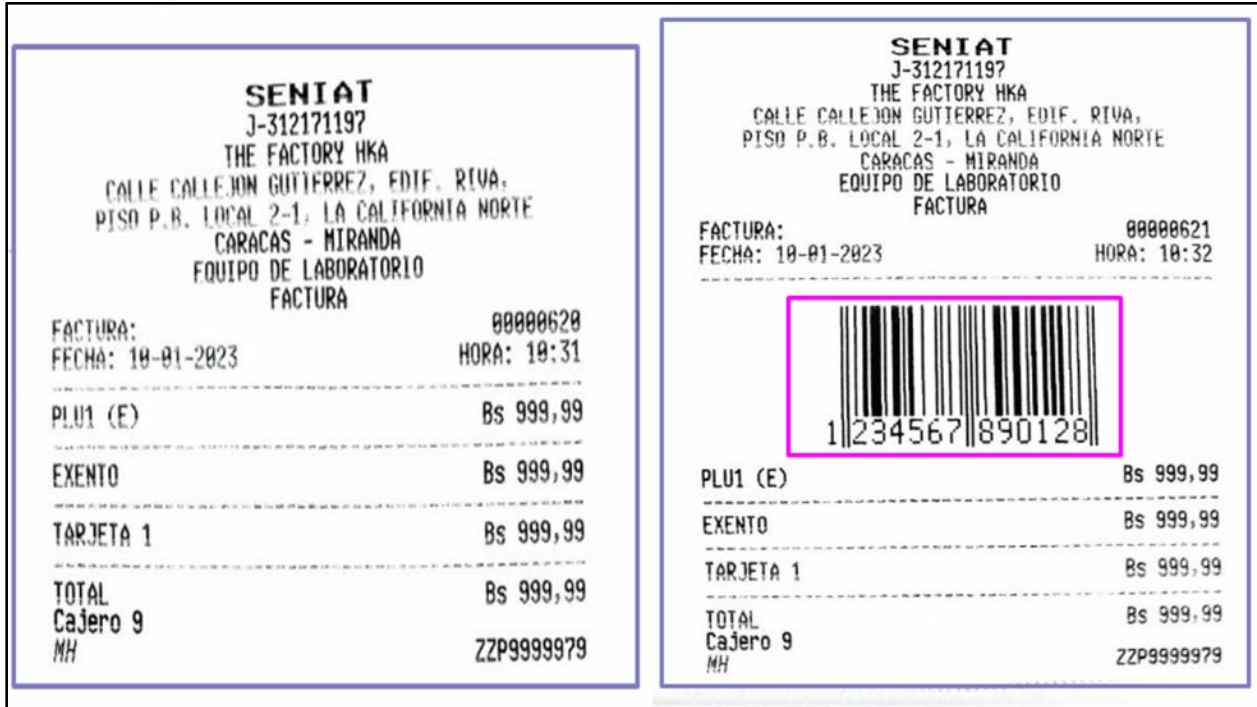 SENIAT
J-312171197
THE FACTORY HKA
CALLE CALLEJON GUTIERREZ, EDIF. RIVA,
PISO P.B. LOCAL 2-1, LA CALIFORNIA NORTE
CARACAS - MIRANDA
EQUIPO DE LABORATORIO
FACTURA
FACTURA: 00000620
FECHA: 10-01-2023 HORA: 10:31
PLU1 (E) Bs 999,99
EXENTO Bs 999,99
TARJETA 1 Bs 999,99
TOTAL Bs 999,99
Cajero 9
MH ZZP9999979
SENIAT
J-312171197
THE FACTORY HKA
CALLE CALLEJON GUTIERREZ, EDIF. RIVA,
PISO P.B. LOCAL 2-1, LA CALIFORNIA NORTE
CARACAS - MIRANDA
EQUIPO DE LABORATORIO
FACTURA
FACTURA: 00000621
FECHA: 10-01-2023 HORA: 10:32
1 234567 890128
PLU1 (E) Bs 999,99
EXENTO Bs 999,99
TARJETA 1 Bs 999,99
TOTAL Bs 999,99
Cajero 9
MH ZZP9999979